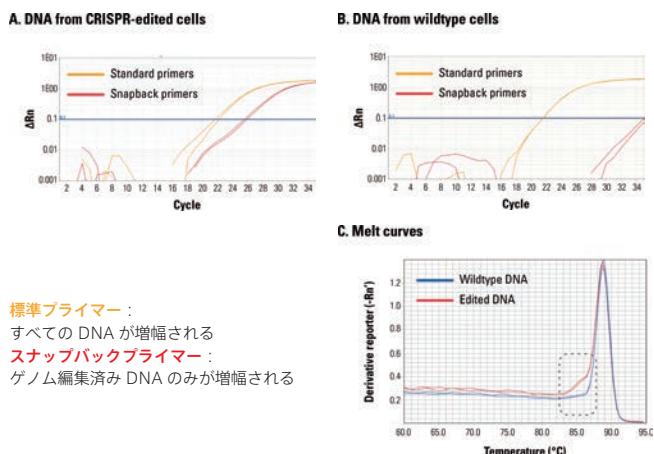 A. DNA from CRISPR-edited cells
1E01
1E00
0.1
0.01
0.001
ΔRn
Standard primers
Snapback primers
2 4 6 8 10 12 14 16 18 20 22 24 26 28 30 32 34
Cycle
B. DNA from wildtype cells
1E01
1E00
0.1
0.01
0.001
ΔRn
Standard primers
Snapback primers
2 4 6 8 10 12 14 16 18 20 22 24 26 28 30 32 34
Cycle
C. Melt curves
Derivative reporter (-Rn')
1.2
1.0
0.8
0.6
0.4
0.2
Wildtype DNA
Edited DNA
60.0 65.0 70.0 75.0 80.0 85.0 90.0 95.0
Temperature (°C)
標準プライマー：
すべての DNA が増幅される
スナップバックプライマー：
ゲノム編集済み DNA のみが増幅される